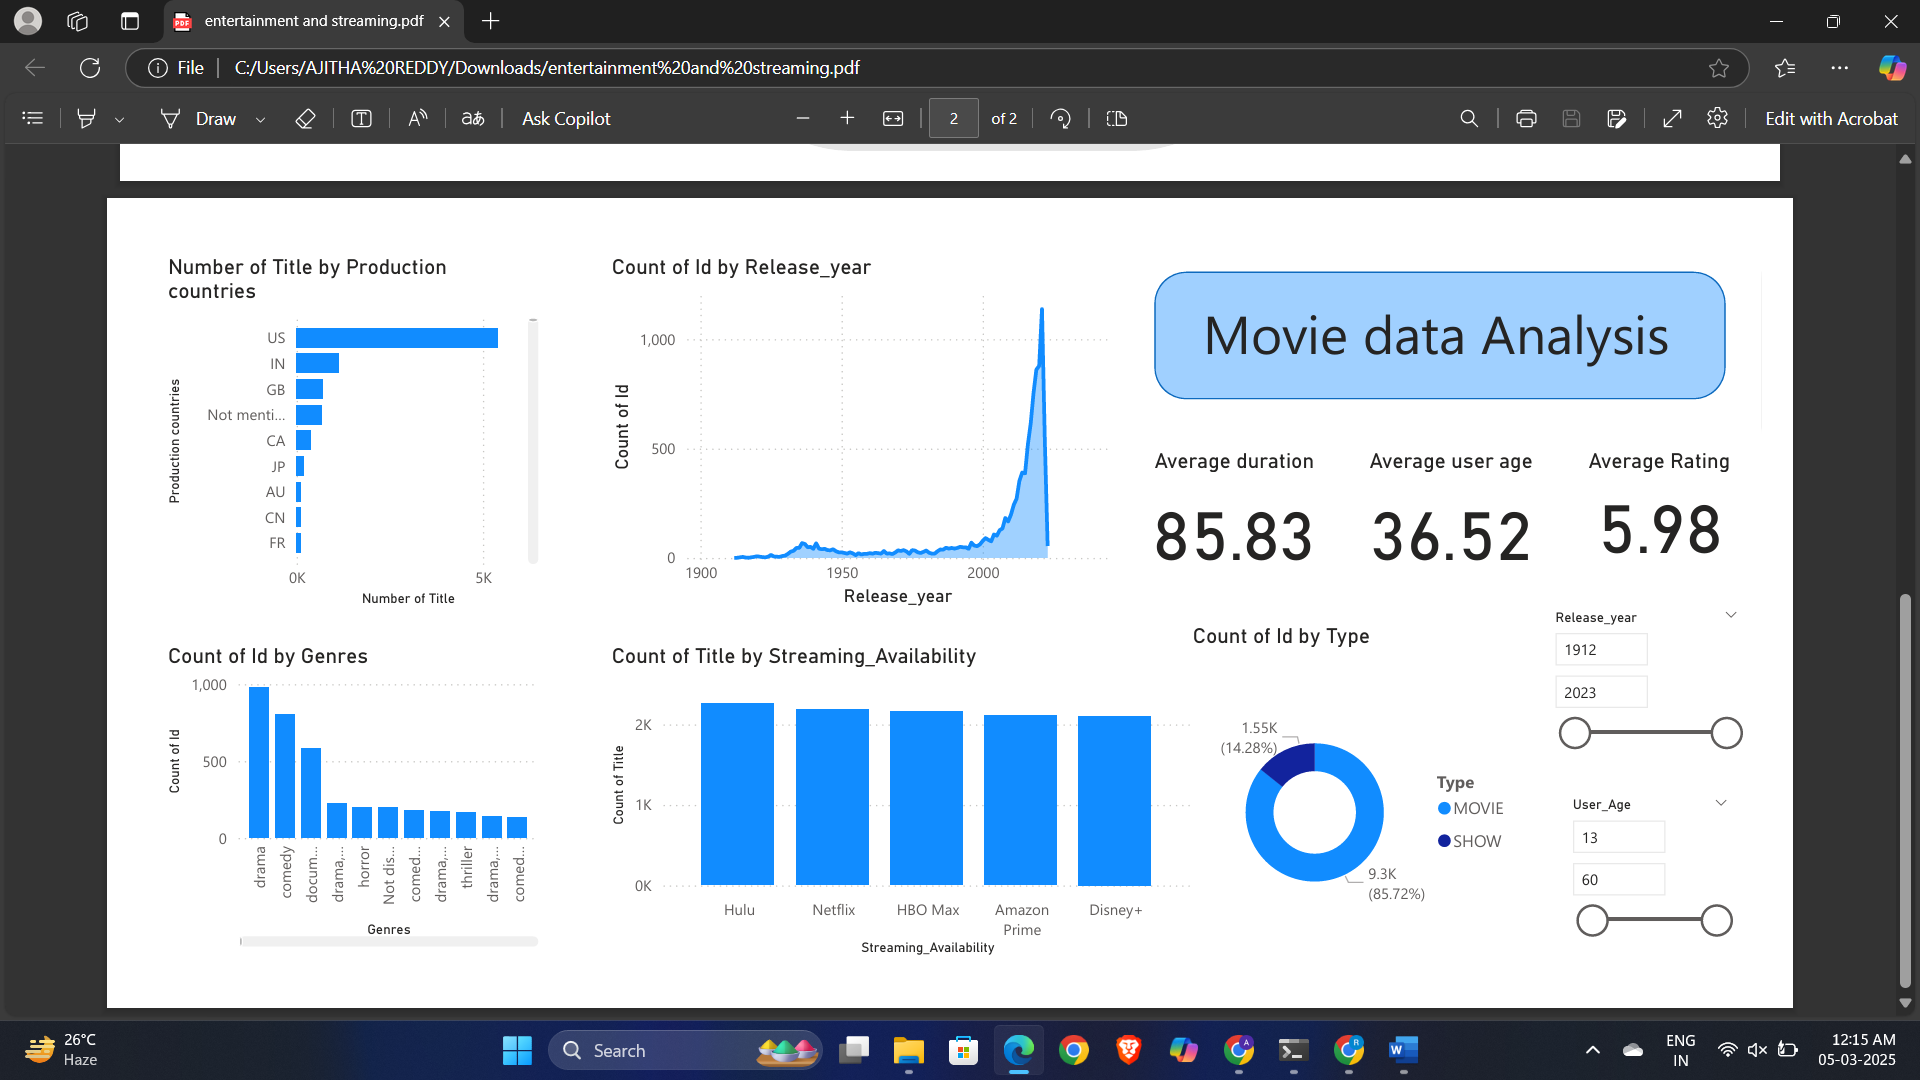 entertainment and streaming.pdf
File
C:/Users/AJITHA%20REDDY/Downloads/entertainment%20and%20streaming.pdf
Draw
Ask Copilot
2
of 2
Edit with Acrobat
Number of Title by Production
countries
Production countries
US
IN
GB
Not menti...
CA
JP
AU
CN
FR
0K
5K
Number of Title
Count of Id by Release_year
Count of Id
1,000
500
0
1900
1950
2000
Release_year
Movie data Analysis
Average duration
85.83
Average user age
36.52
Average Rating
5.98
Count of Id by Genres
Count of Id
1,000
500
0
drama
comedy
docum...
drama,...
horror
Not dis...
comed...
drama,...
thriller
drama,...
comed...
Genres
Count of Title by Streaming_Availability
Count of Title
2K
1K
0K
Hulu
Netflix
HBO Max
Amazon
Prime
Disney+
Streaming_Availability
Count of Id by Type
1.55K
(14.28%)
9.3K
(85.72%)
Type
MOVIE
SHOW
Release_year
1912
2023
User_Age
13
60
26°C
Haze
Search
ENG
IN
12:15 AM
05-03-2025